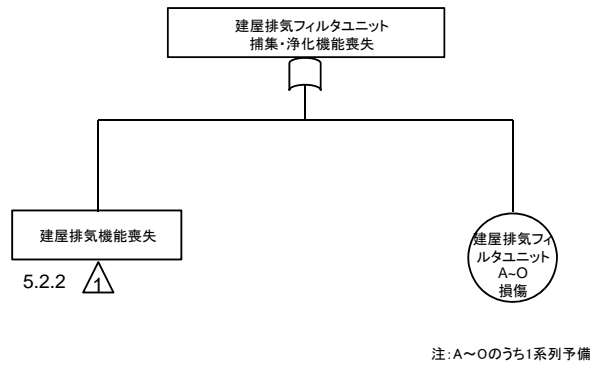 建屋排気フィルタユニット
捕集・浄化機能喪失
建屋排気機能喪失
5.2.2
1
建屋排気フィ
ルタユニット
A~O
損傷
注:A～Oのうち1系列予備